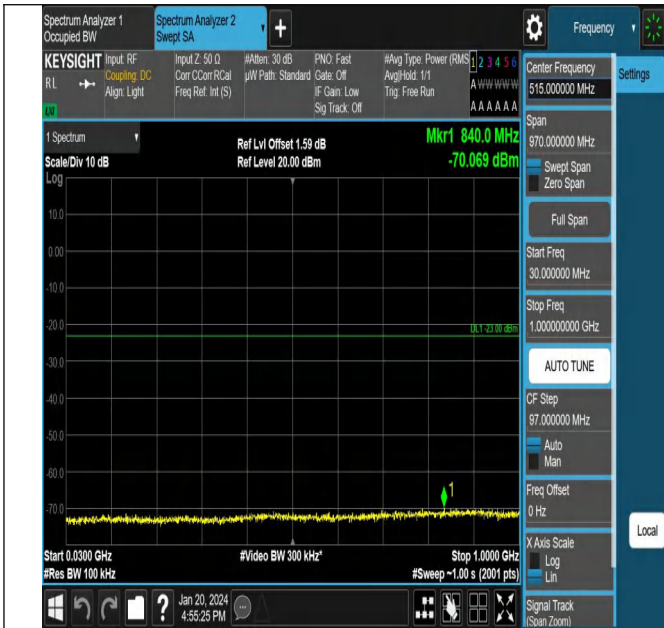 Spectrum Analyzer 1
Occupied BW
Spectrum Analyzer 2
Swept SA
+
Frequency
KEYSIGHT
RL
LXI
Input: RF
Coupling: DC
Align: Light
Input Z: 50 Ω
Corr CCorr RCal
Freq Ref: Int (S)
#Atten: 30 dB
µW Path: Standard
PNO: Fast
Gate: Off
IF Gain: Low
Sig Track: Off
#Avg Type: Power (RMS
Avg|Hold: 1/1
Trig: Free Run
1 2 3 4 5 6
A W W W W W
A A A A A A
1 Spectrum
Scale/Div 10 dB
Log
Ref Lvl Offset 1.59 dB
Ref Level 20.00 dBm
Mkr1 840.0 MHz
-70.069 dBm
10.0
0.00
-10.0
-20.0
DL1 -23.00 dBm
-30.0
-40.0
-50.0
-60.0
-70.0
1
Start 0.0300 GHz
#Video BW 300 kHz*
Stop 1.0000 GHz
#Res BW 100 kHz
#Sweep ~1.00 s (2001 pts)
Jan 20, 2024
4:55:25 PM
Center Frequency
515.000000 MHz
Span
970.000000 MHz
Swept Span
Zero Span
Full Span
Start Freq
30.000000 MHz
Stop Freq
1.000000000 GHz
AUTO TUNE
CF Step
97.000000 MHz
Auto
Man
Freq Offset
0 Hz
X Axis Scale
Log
Lin
Signal Track
(Span Zoom)
Settings
Local